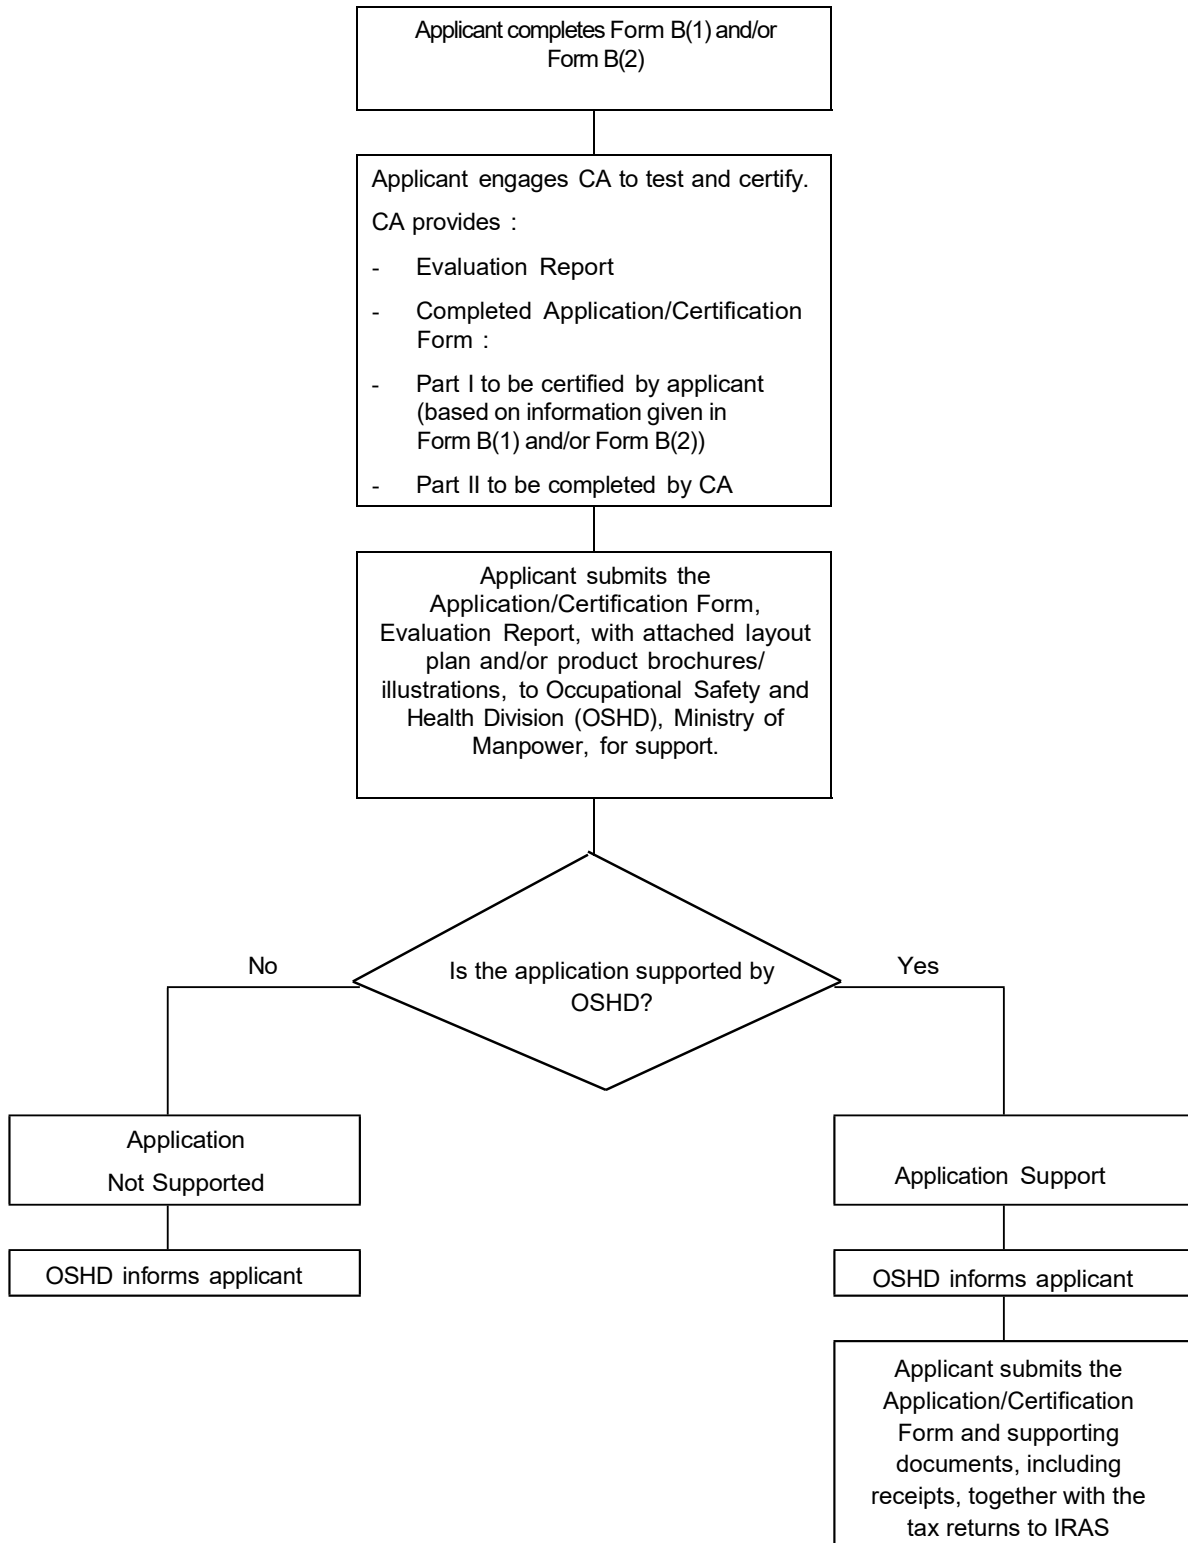 Applicant completes Form B(1) and/or
Form B(2)
Applicant engages CA to test and certify.
CA provides :
- Evaluation Report
- Completed Application/Certification
Form :
- Part I to be certified by applicant
(based on information given in
Form B(1) and/or Form B(2))
- Part II to be completed by CA
Applicant submits the
Application/Certification Form,
Evaluation Report, with attached layout
plan and/or product brochures/
illustrations, to Occupational Safety and
Health Division (OSHD), Ministry of
Manpower, for support.
No
Yes
Is the application supported by
OSHD?
Application
Not Supported
OSHD informs applicant
Application Support
OSHD informs applicant
Applicant submits the
Application/Certification
Form and supporting
documents, including
receipts, together with the
tax returns to IRAS